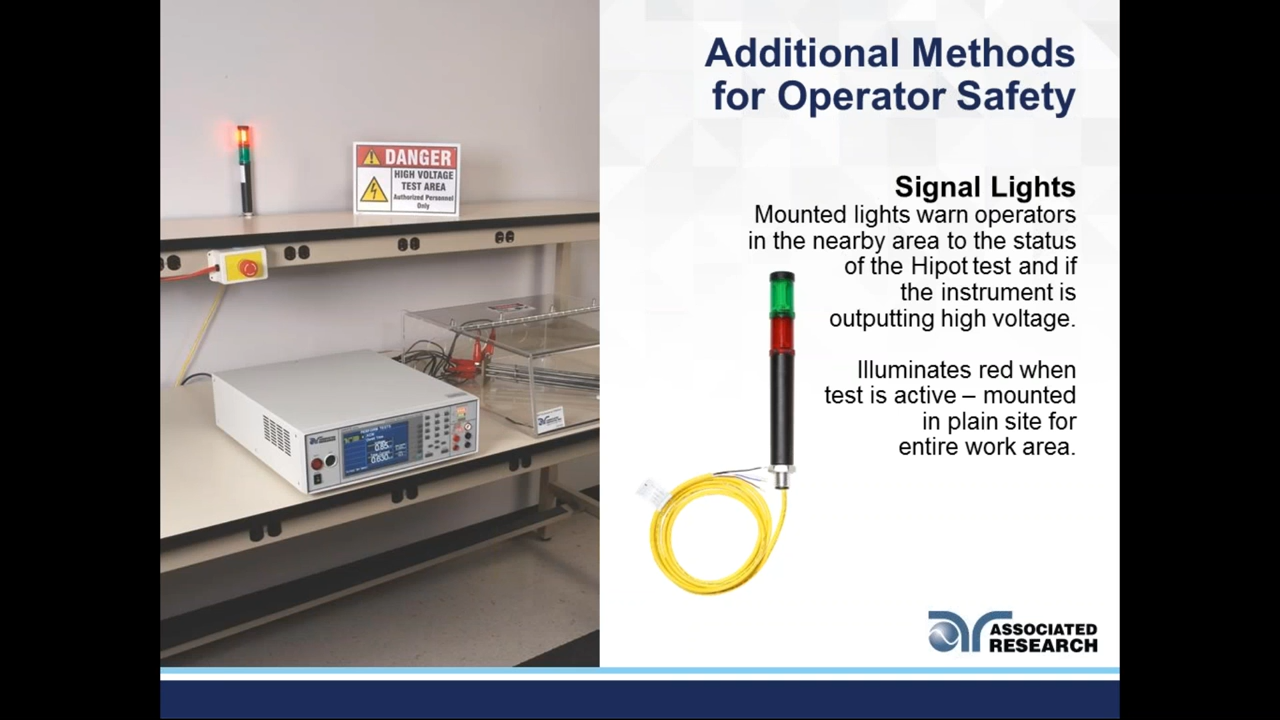 Additional Methods
for Operator Safety
Signal Lights
Mounted lights warn operators
in the nearby area to the status
of the Hipot test and if
the instrument is
outputting high voltage.
Illuminates red when
test is active – mounted
in plain site for
entire work area.
DANGER
HIGH VOLTAGE
TEST AREA
Authorized Personnel
Only
ASSOCIATED
RESEARCH